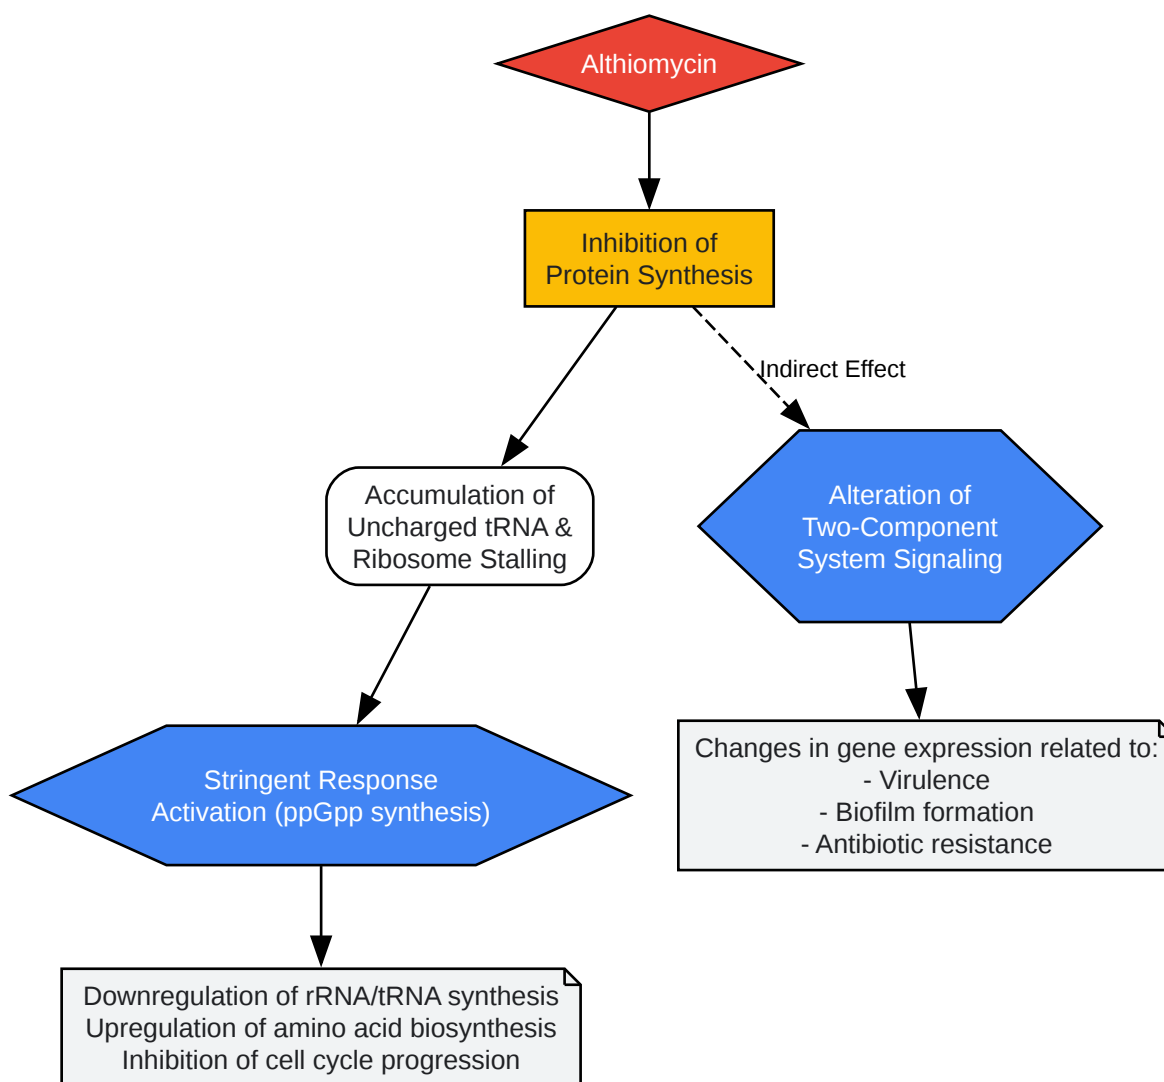 Althiomycin
Inhibition of
Protein Synthesis
Indirect Effect
Accumulation of
Uncharged tRNA &
Ribosome Stalling
Alteration of
Two-Component
System Signaling
Stringent Response
Activation (ppGpp synthesis)
Changes in gene expression related to:
- Virulence
- Biofilm formation
- Antibiotic resistance
Downregulation of rRNA/tRNA synthesis
Upregulation of amino acid biosynthesis
Inhibition of cell cycle progression